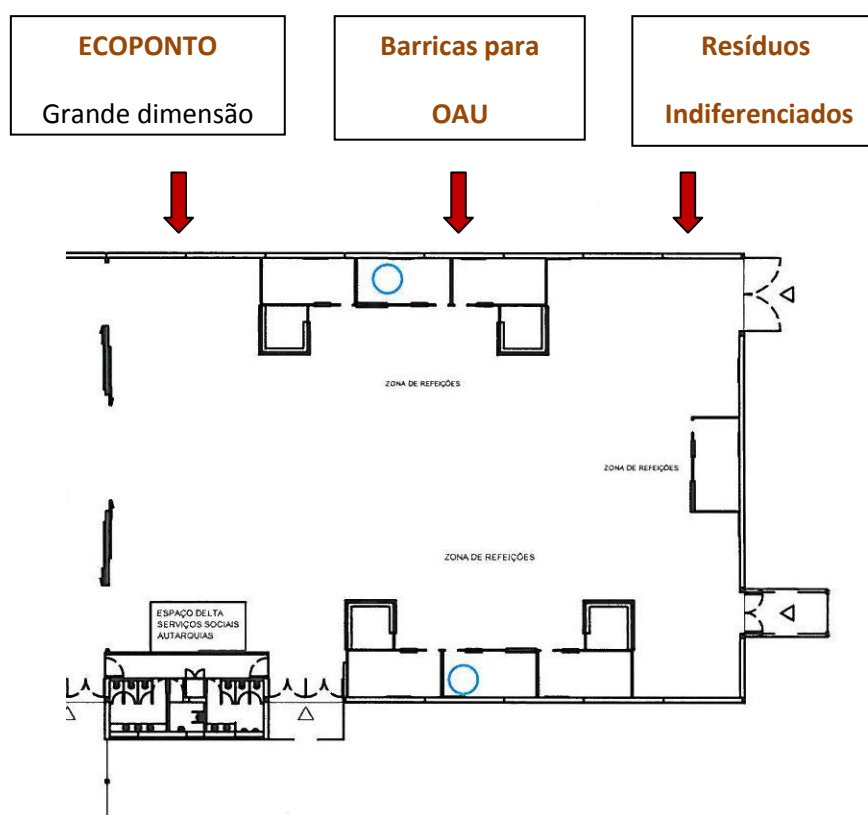 ECOPONTO
Grande dimensão
Barricas para
OAU
Resíduos
Indiferenciados
ZONA DE REFEIÇÕES
ZONA DE REFEIÇÕES
ZONA DE REFEIÇÕES
ESPAÇO DELTA
SERVIÇOS SOCIAIS
AUTARQUIAS